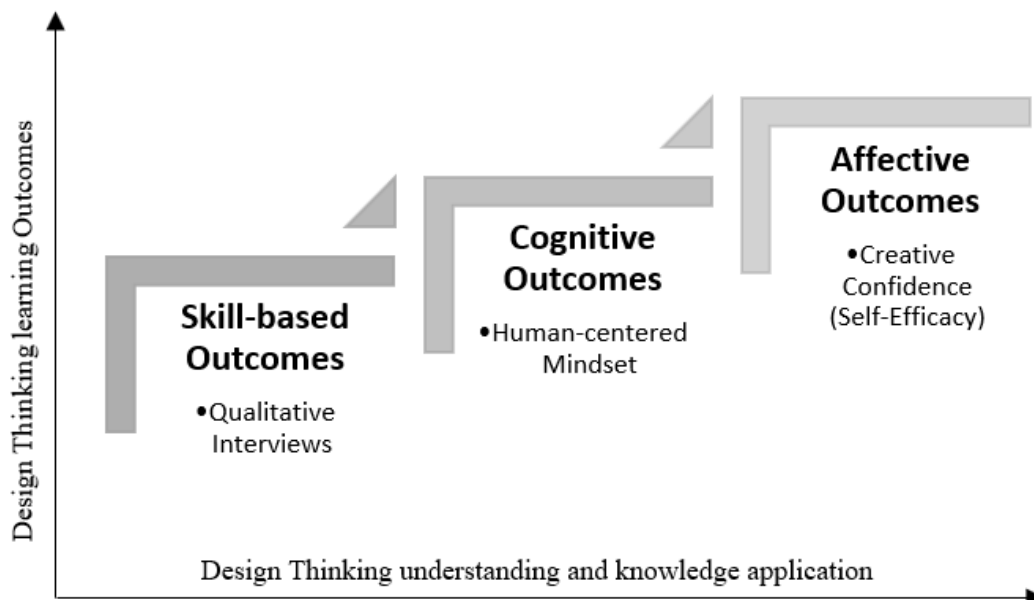 Design Thinking learning Outcomes
Skill-based
Outcomes
•Qualitative
Interviews
Cognitive
Outcomes
•Human-centered
Mindset
Affective
Outcomes
•Creative
Confidence
(Self-Efficacy)
Design Thinking understanding and knowledge application